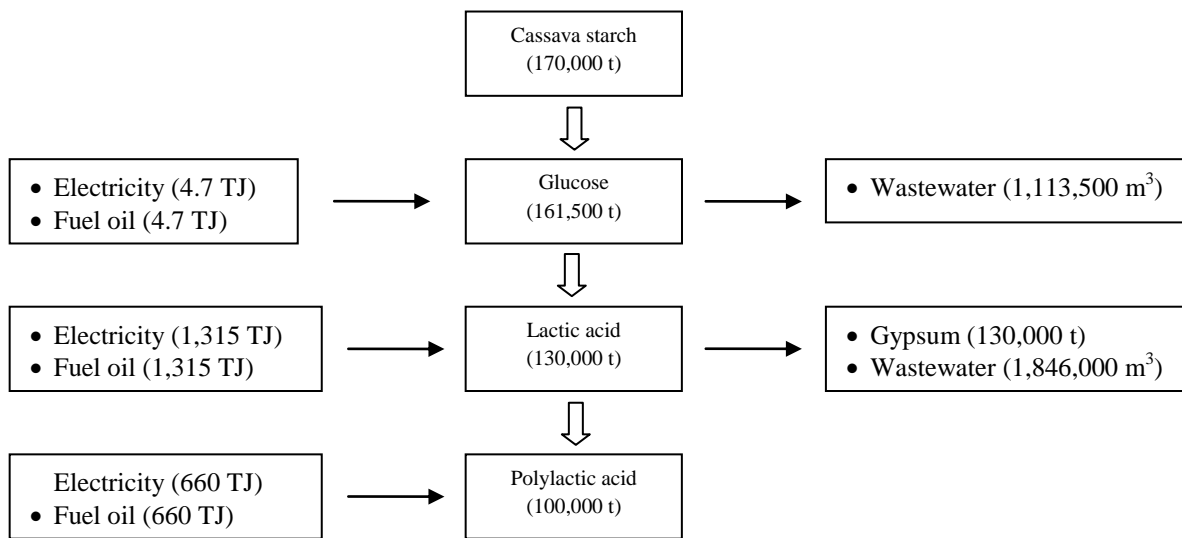 Cassava starch
(170,000 t)
• Electricity (4.7 TJ)
• Fuel oil (4.7 TJ)
Glucose
(161,500 t)
• Wastewater (1,113,500 m³)
• Electricity (1,315 TJ)
• Fuel oil (1,315 TJ)
Lactic acid
(130,000 t)
• Gypsum (130,000 t)
• Wastewater (1,846,000 m³)
Electricity (660 TJ)
• Fuel oil (660 TJ)
Polylactic acid
(100,000 t)